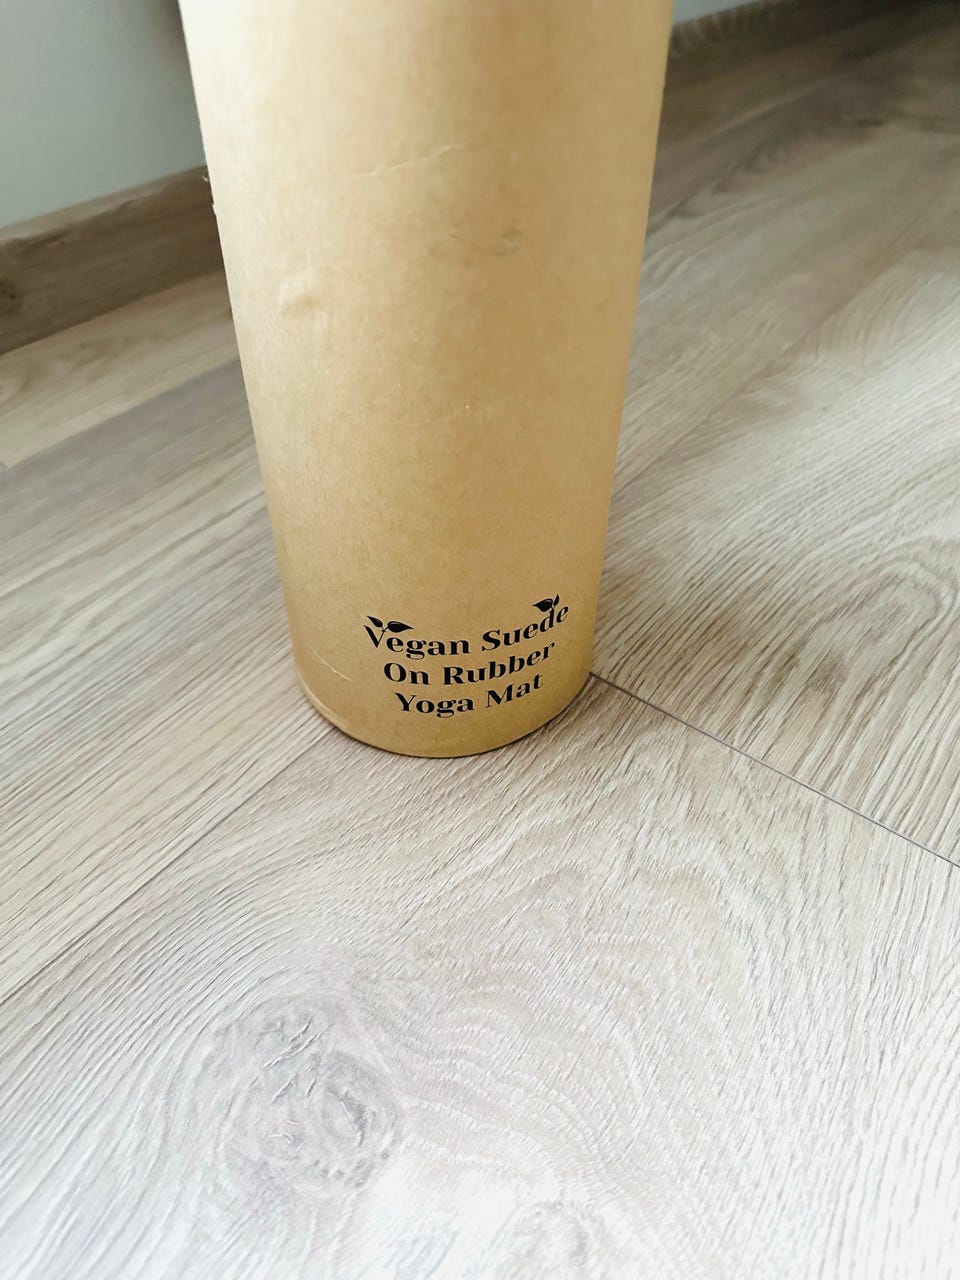 Vegan Suede
On Rubber
Yoga Mat